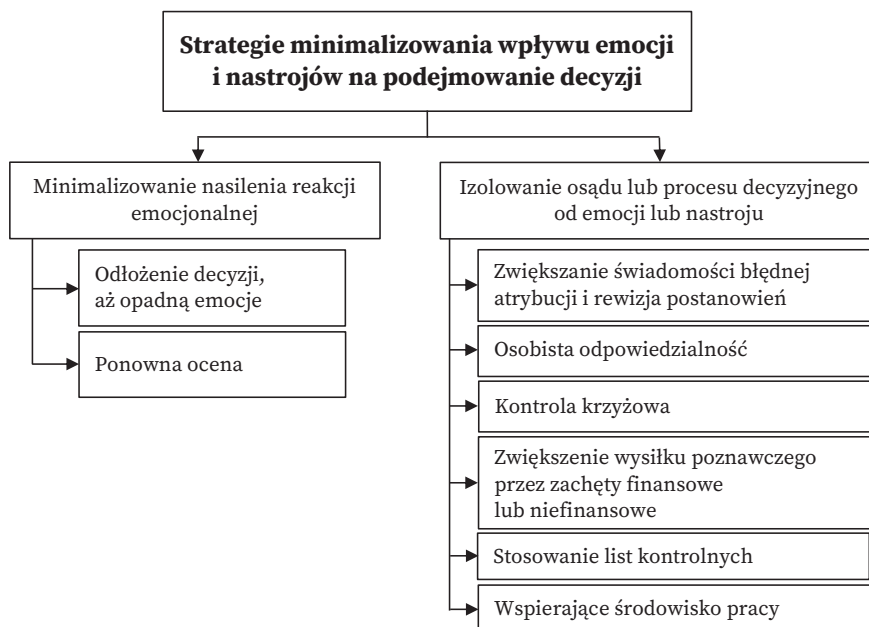 Strategie minimalizowania wpływu emocji
i nastrojów na podejmowanie decyzji
Minimalizowanie nasilenia reakcji
emocjonalnej
Odłożenie decyzji,
aż opadną emocje
Ponowna ocena
Izolowanie osądu lub procesu decyzyjnego
od emocji lub nastroju
Zwiększanie świadomości błędnej
atrybucji i rewizja postanowień
Osobista odpowiedzialność
Kontrola krzyżowa
Zwiększenie wysiłku poznawczego
przez zachęty finansowe
lub niefinansowe
Stosowanie list kontrolnych
Wspierające środowisko pracy